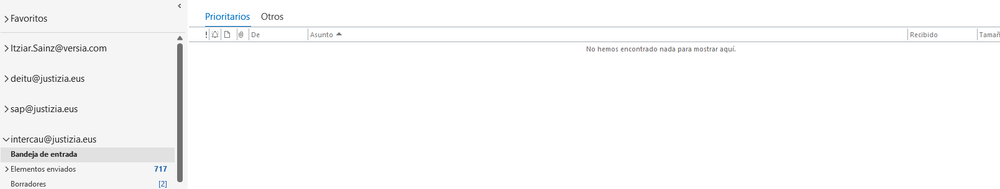 Favoritos
Itziar.Sainz@versia.com
deitu@justizia.eus
sap@justizia.eus
intercau@justizia.eus
Bandeja de entrada
Elementos enviados 717
Borradores [2]
Prioritarios Otros
! De Asunto Recibido Tamañ
No hemos encontrado nada para mostrar aquí.